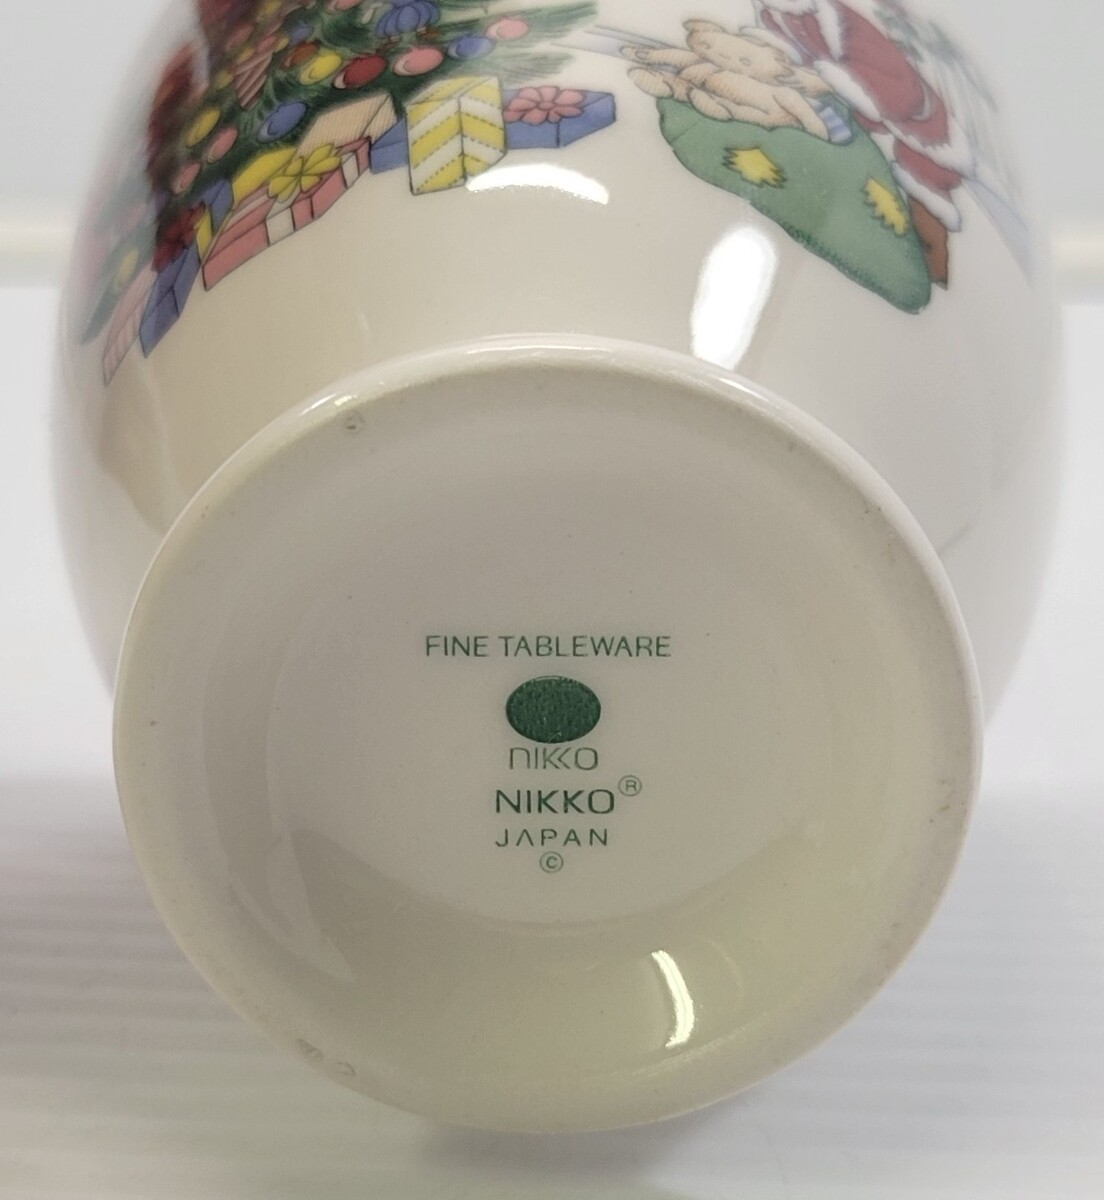 FINE TABLEWARE
nikko
NIKKO®
JAPAN
©